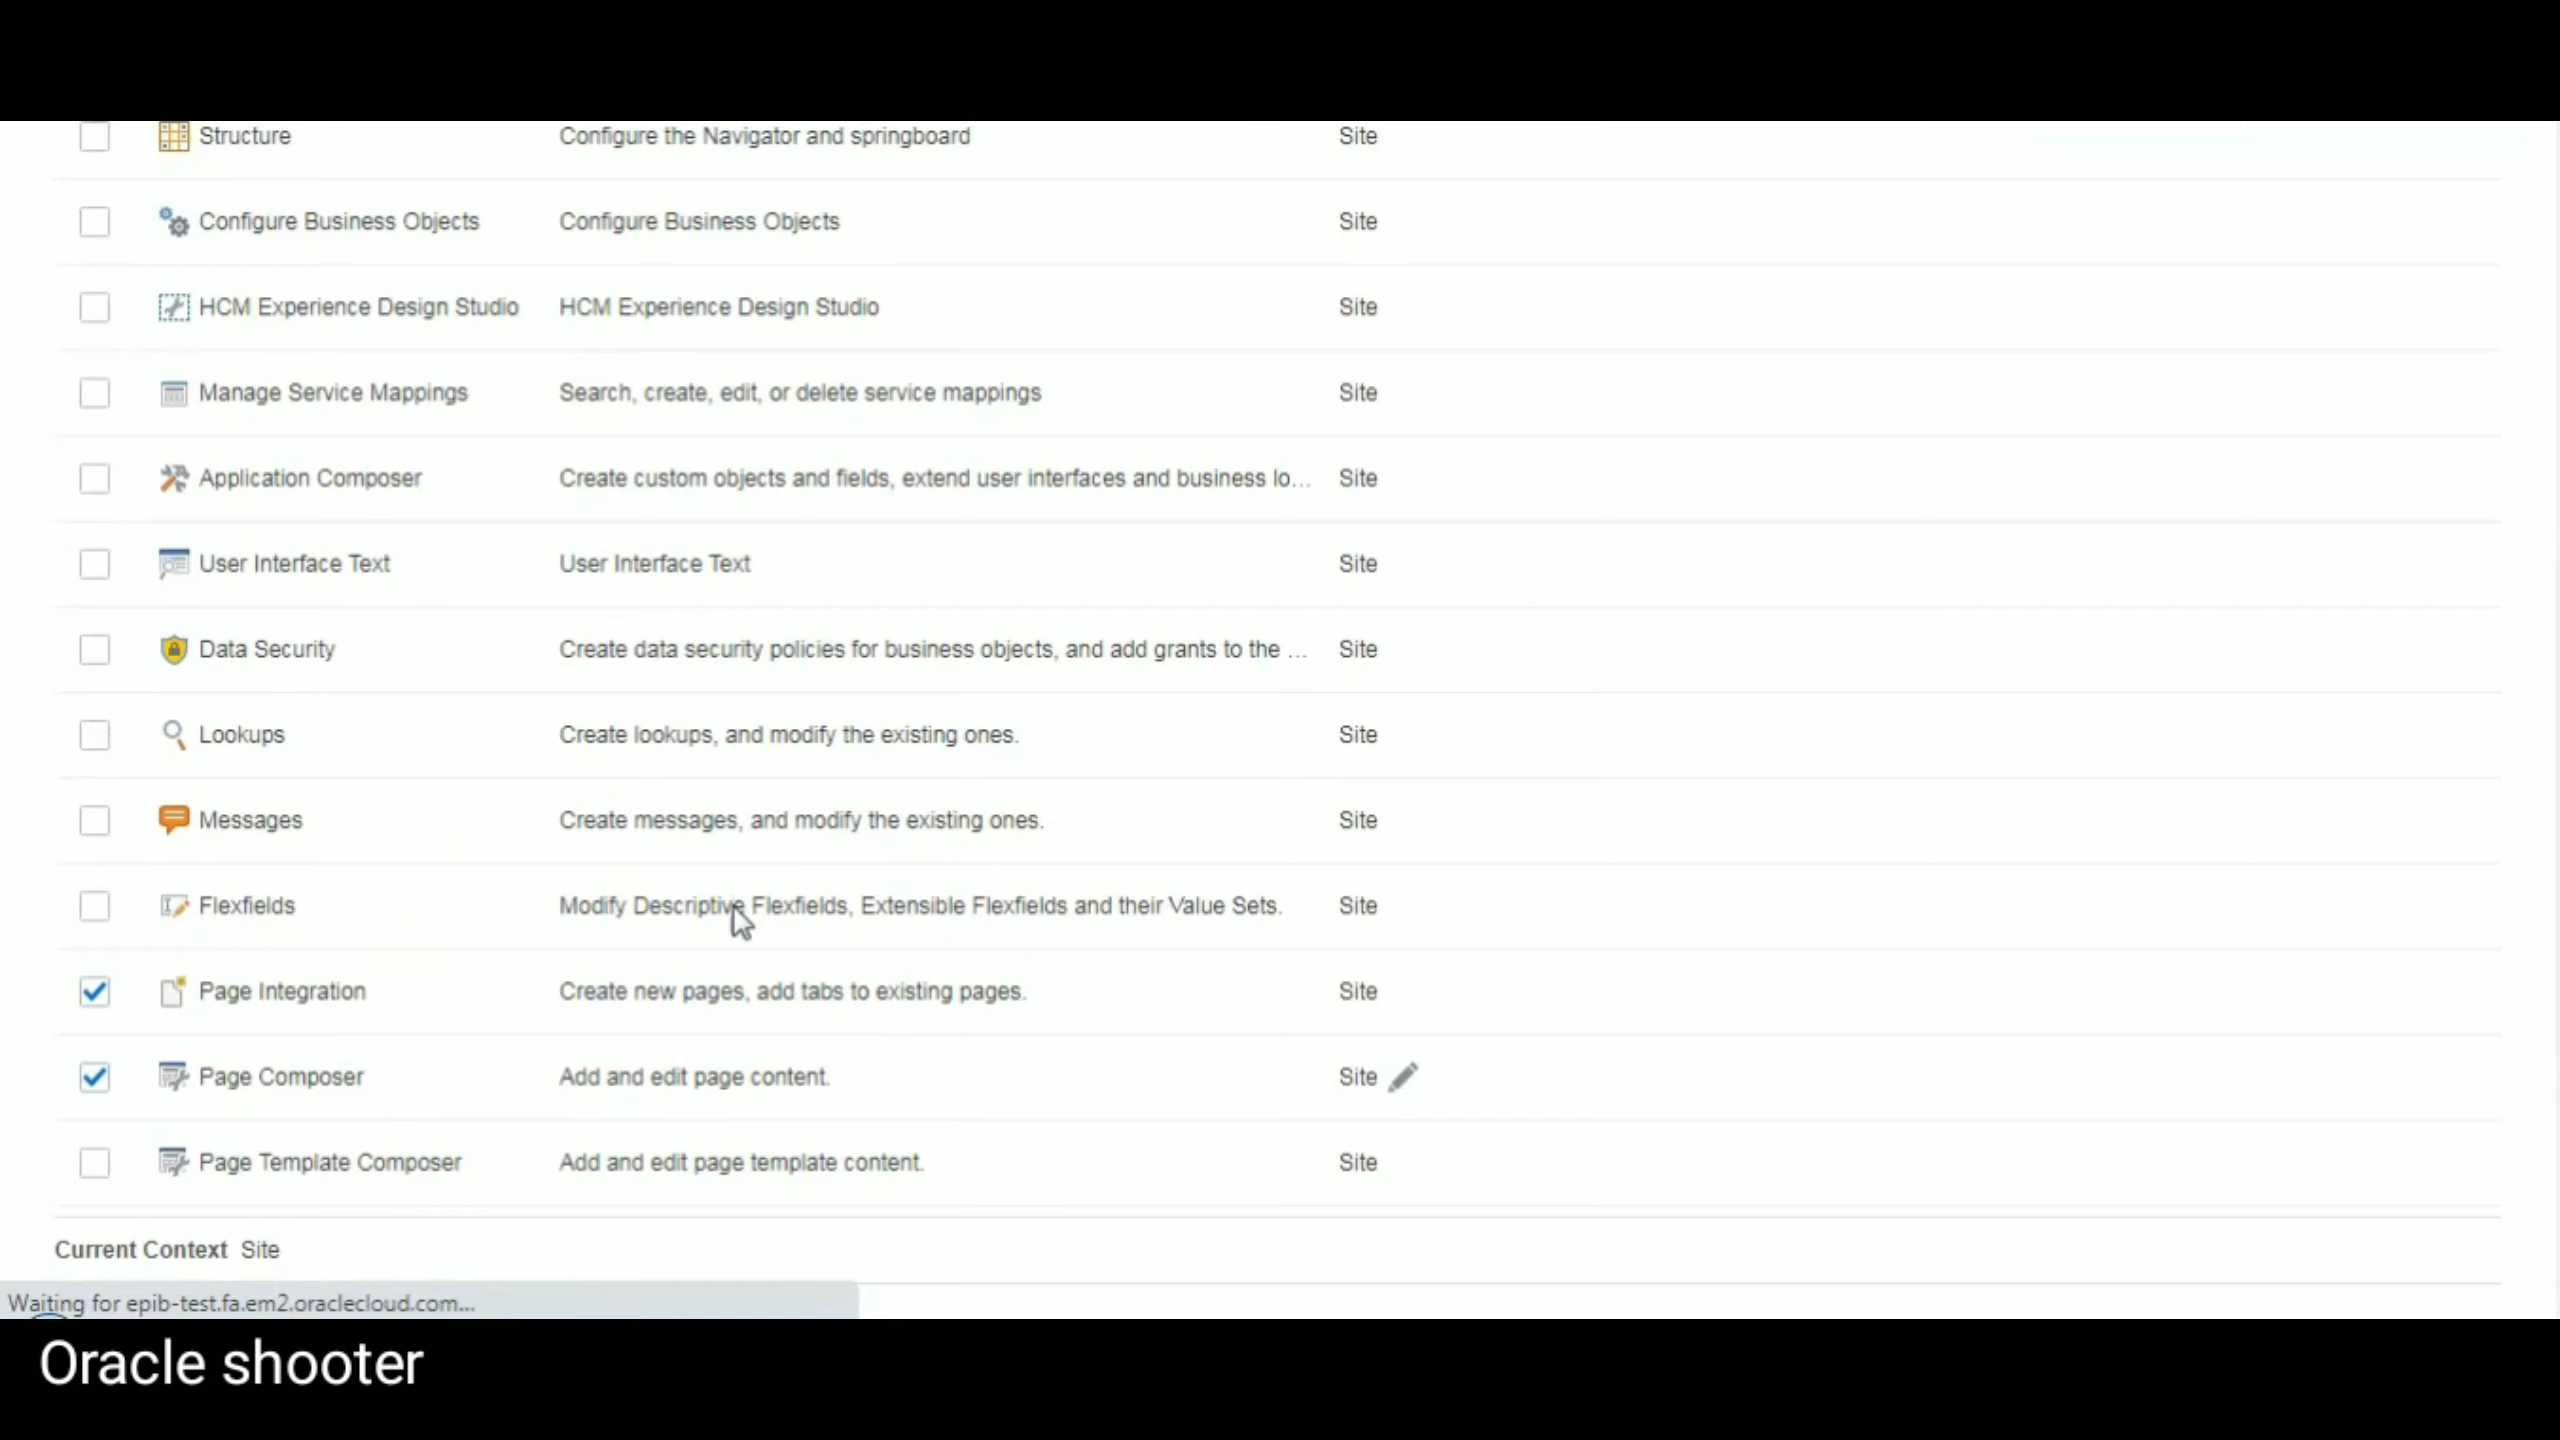 Structure Configure the Navigator and springboard Site
Configure Business Objects Configure Business Objects Site
HCM Experience Design Studio HCM Experience Design Studio Site
Manage Service Mappings Search, create, edit, or delete service mappings Site
Application Composer Create custom objects and fields, extend user interfaces and business lo... Site
User Interface Text User Interface Text Site
Data Security Create data security policies for business objects, and add grants to the ... Site
Lookups Create lookups, and modify the existing ones. Site
Messages Create messages, and modify the existing ones. Site
Flexfields Modify Descriptive Flexfields, Extensible Flexfields and their Value Sets. Site
Page Integration Create new pages, add tabs to existing pages. Site
Page Composer Add and edit page content. Site
Page Template Composer Add and edit page template content. Site
Current Context Site
Waiting for epib-test.fa.em2.oraclecloud.com...
Oracle shooter